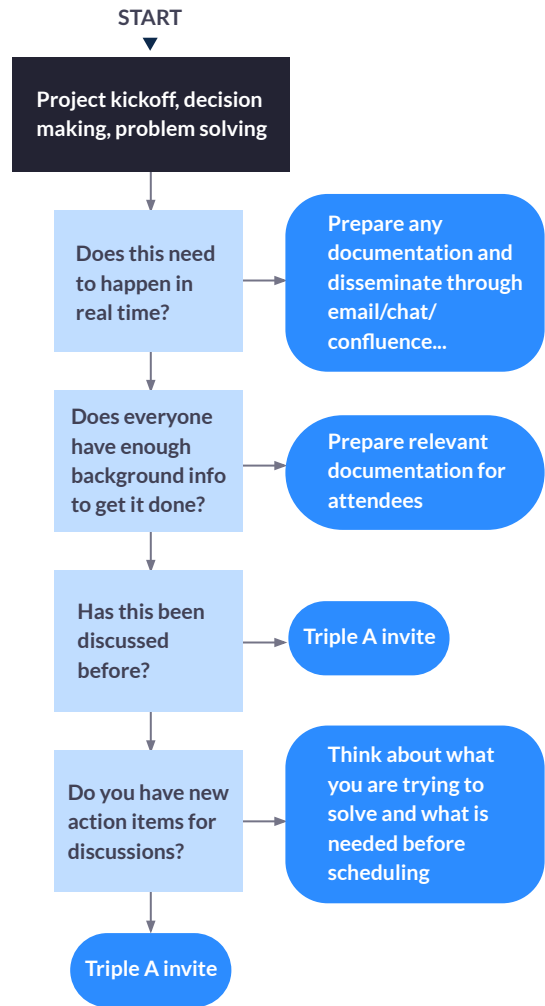 START
Project kickoff, decision
making, problem solving
Does this need
to happen in
real time?
Prepare any
documentation and
disseminate through
email/chat/
confluence...
Does everyone
have enough
background info
to get it done?
Prepare relevant
documentation for
attendees
Has this been
discussed
before?
Triple A invite
Do you have new
action items for
discussions?
Think about what
you are trying to
solve and what is
needed before
scheduling
Triple A invite